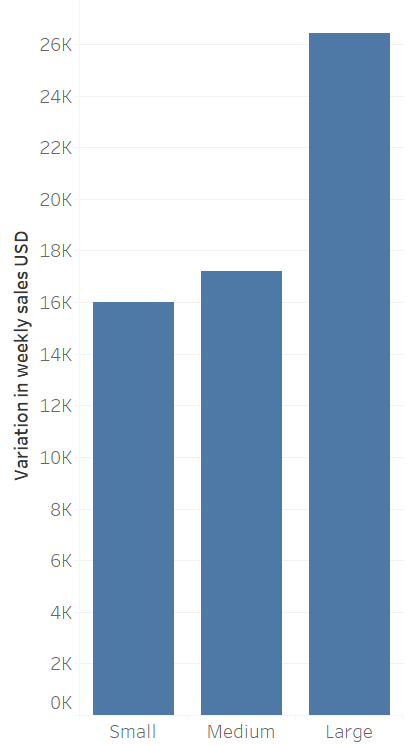 Variation in weekly sales USD
26K
24K
22K
20K
18K
16K
14K
12K
10K
8K
6K
4K
2K
0K
Small Medium Large